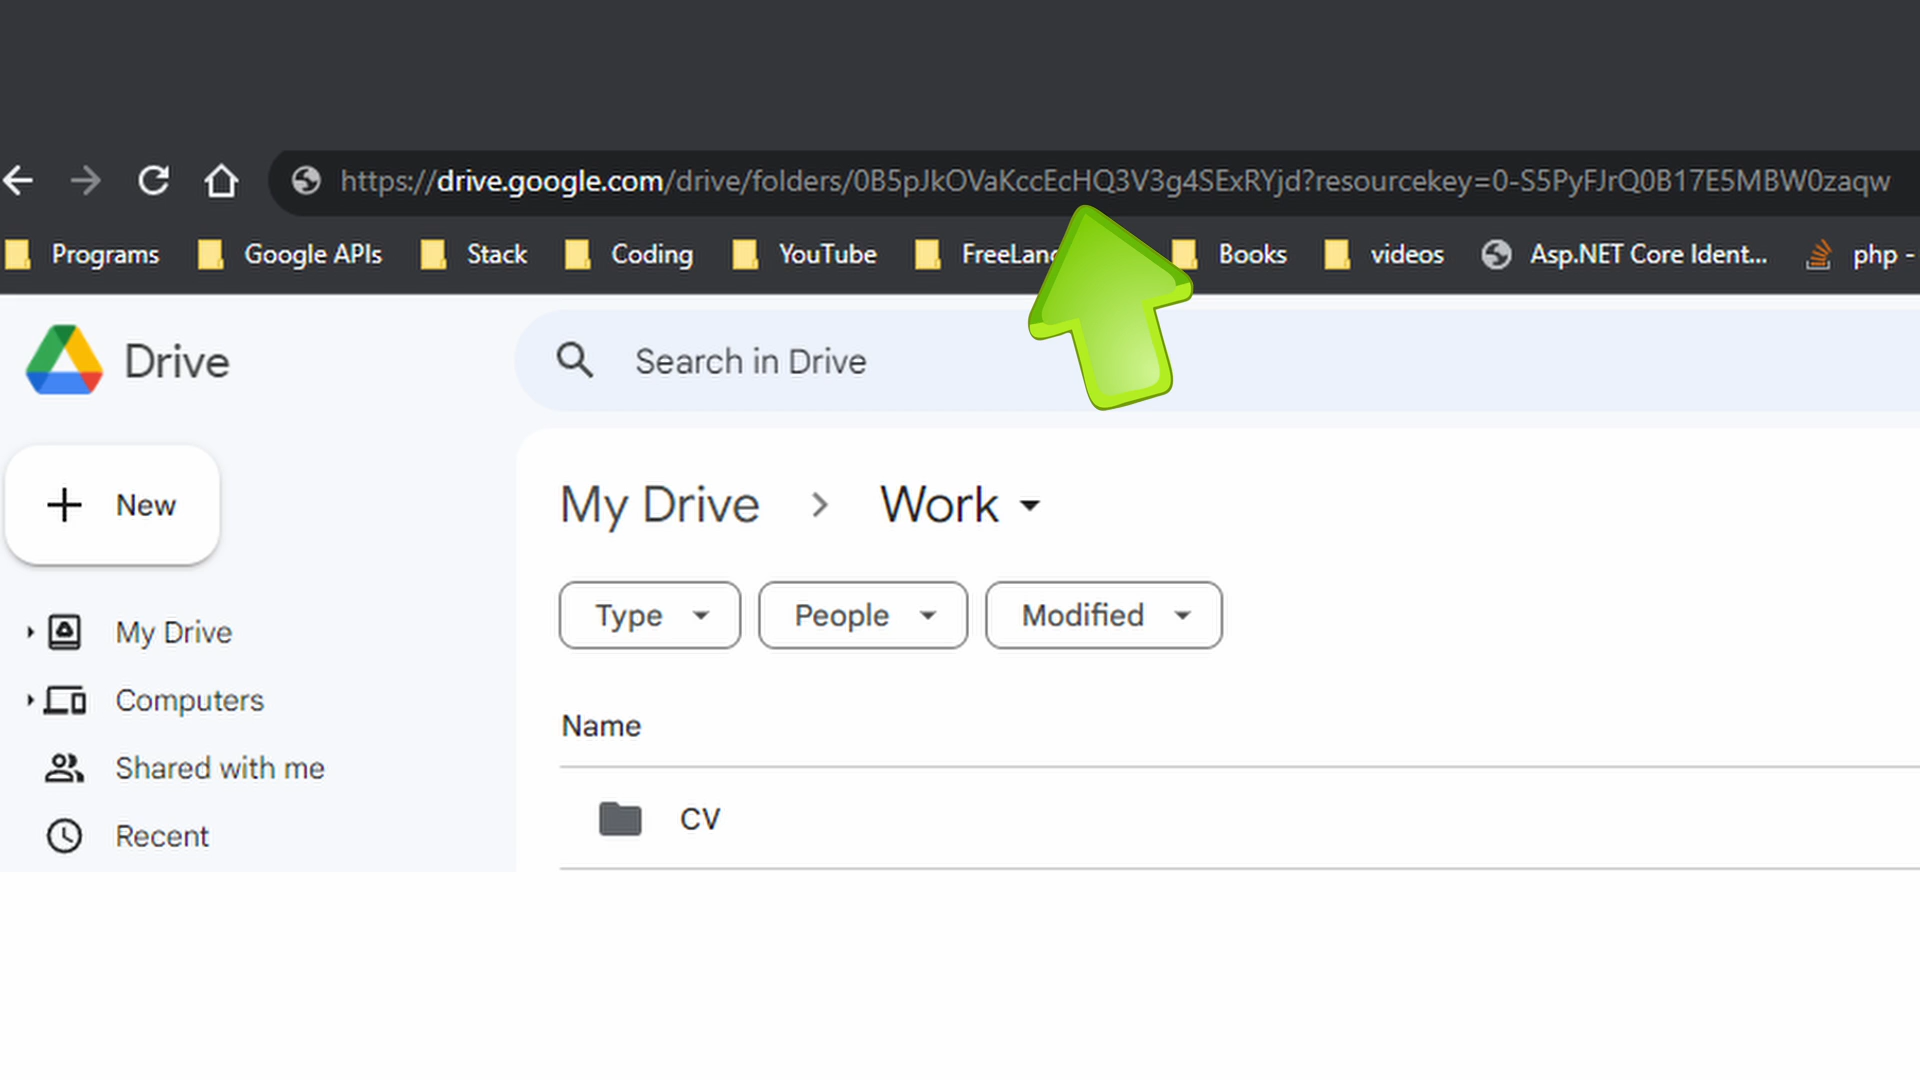 https://drive.google.com/drive/folders/0B5pJkOVaKccEcHQ3V3g4SExRYjd?resourcekey=0-S5PyFJrQ0B17E5MBW0zaqw
Programs Google APIs Stack Coding YouTube FreeLanc Books videos Asp.NET Core Ident... php -
Drive Search in Drive
New My Drive Work
Type People Modified
My Drive
Computers
Name
Shared with me
CV
Recent